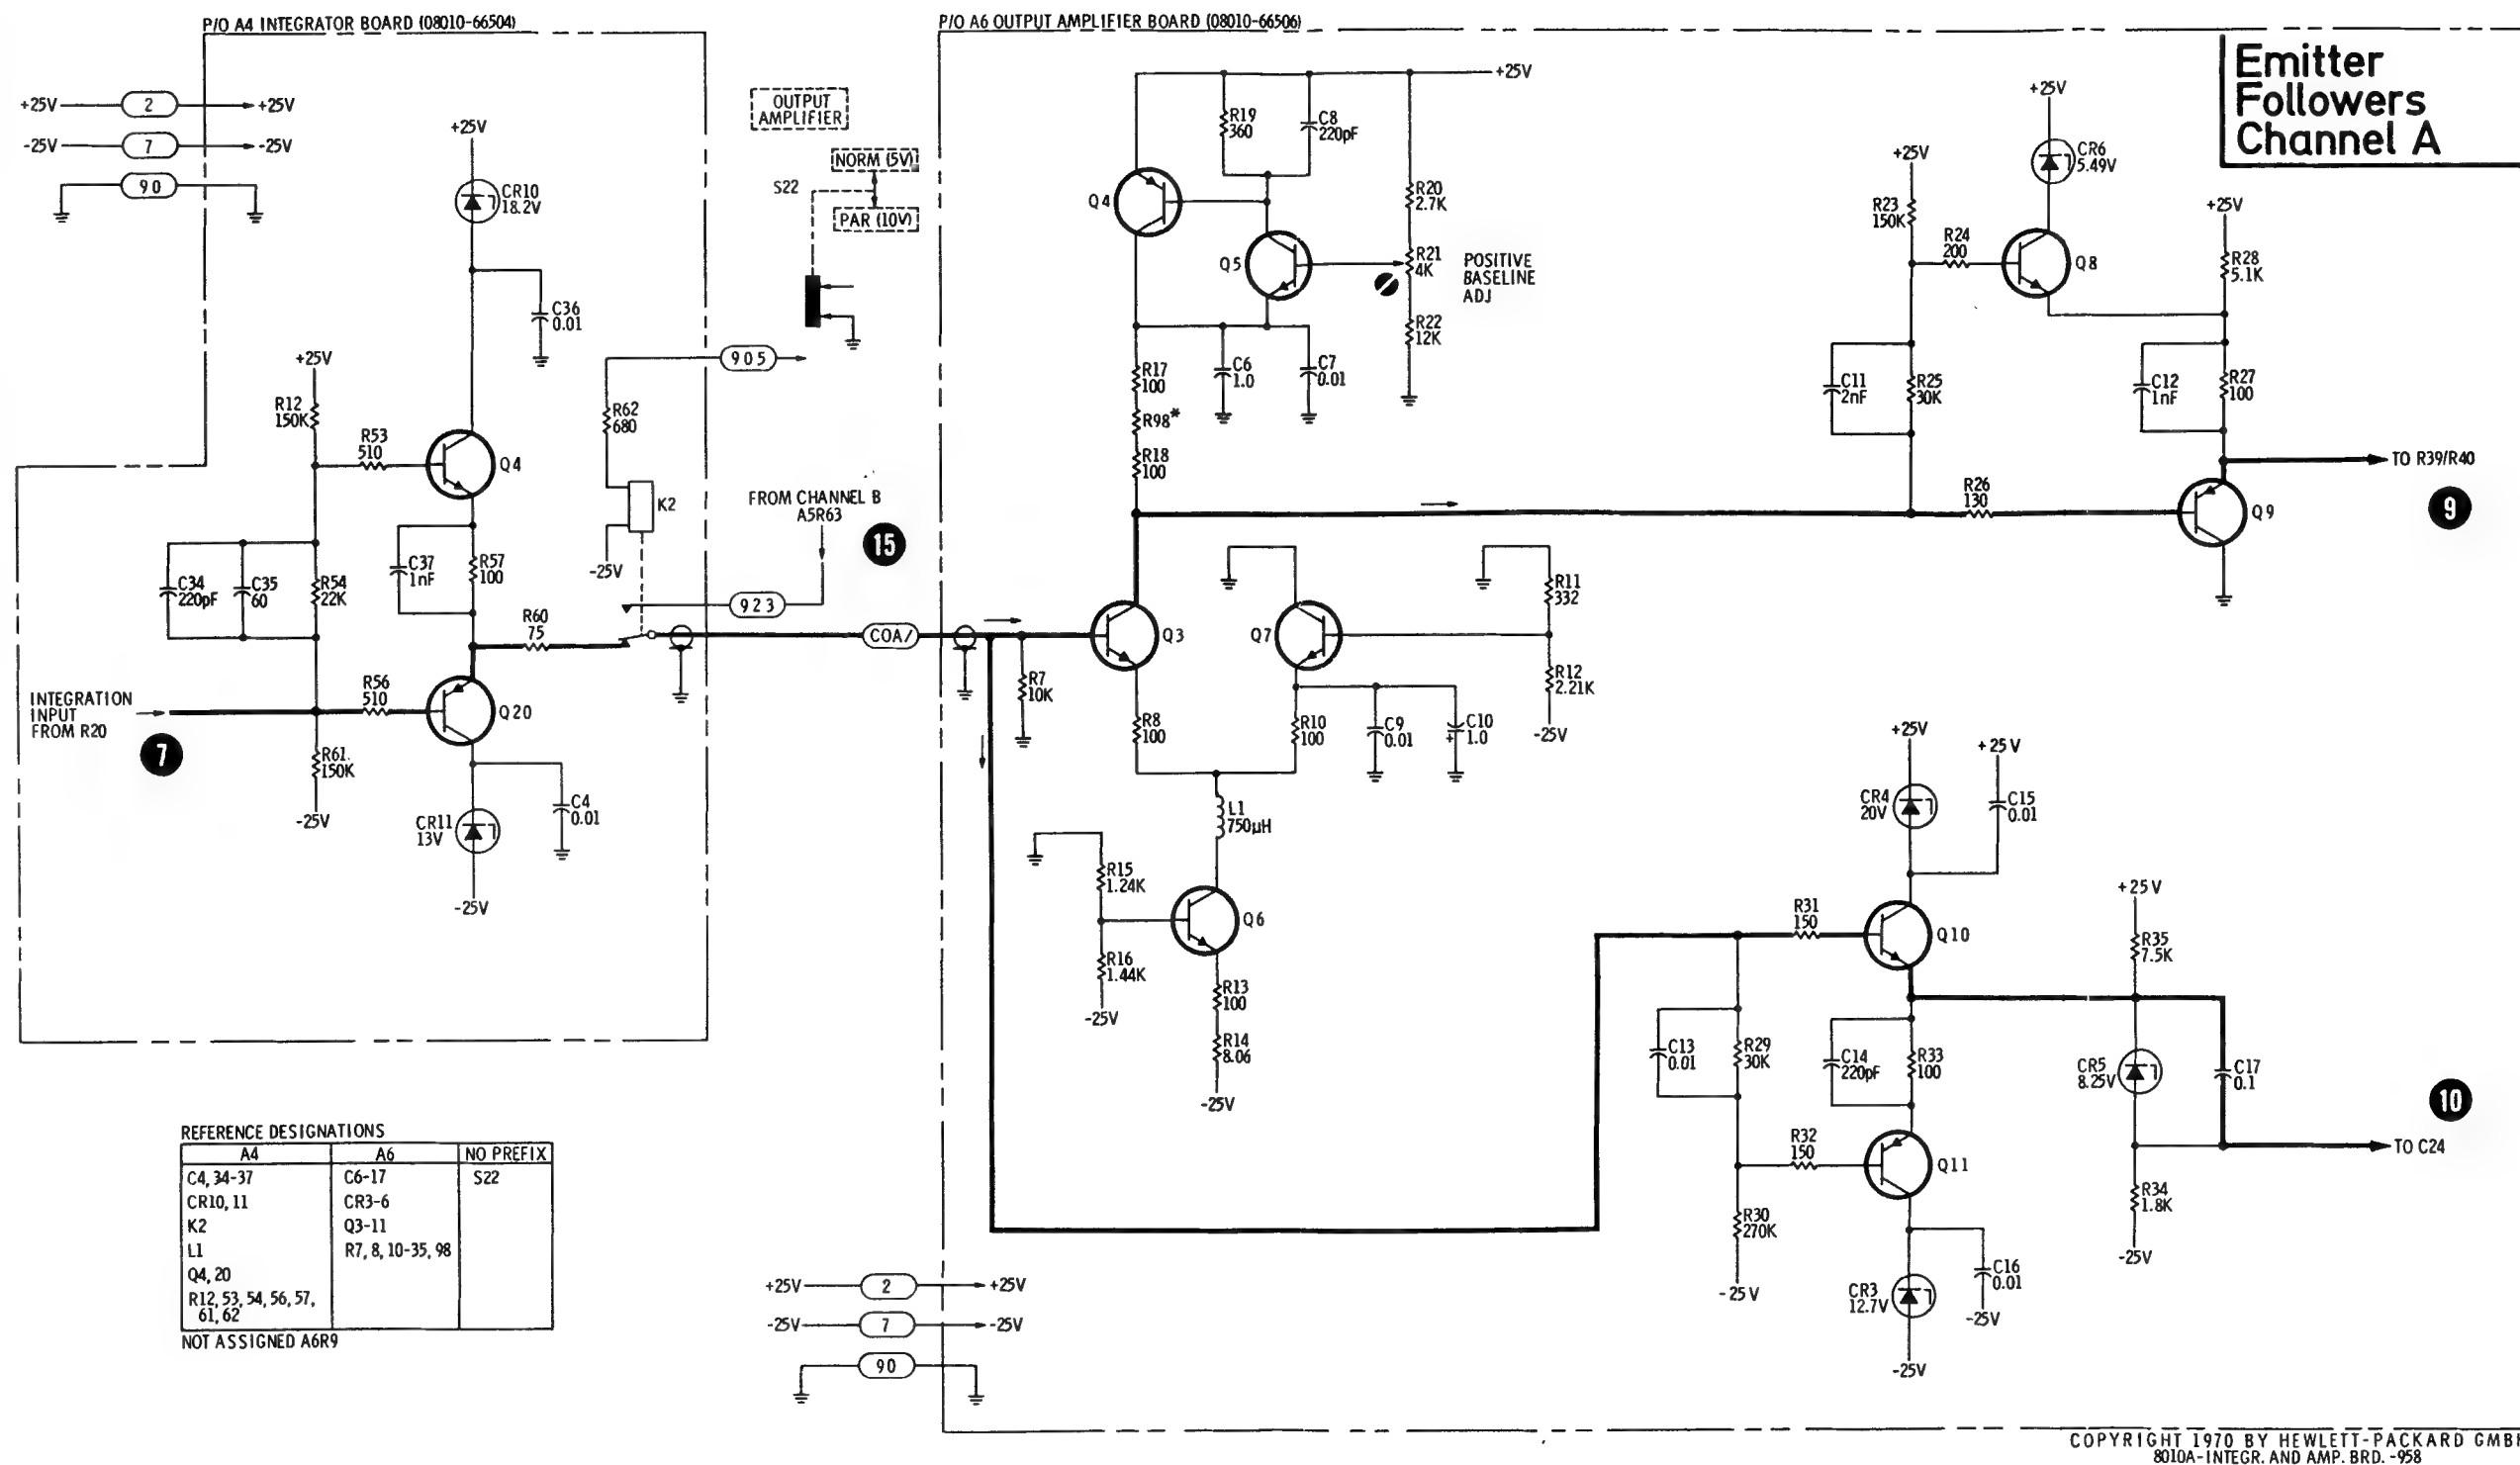 P/O A4 INTEGRATOR BOARD (08010-66504)
+25V 2 +25V
-25V 7 -25V
90
+25V
CR10
18.2V
C36
0.01
+25V
R12
150K
R53
510
Q4
C34
220pF
C35
60
R54
22K
C37
1nF
R57
100
R60
75
INTEGRATION
INPUT
FROM R20
7
R56
510
Q20
R61.
150K
-25V
CR11
13V
C4
0.01
-25V
R62
680
K2
-25V
OUTPUT
AMPLIFIER
NORM (5V)
S22
PAR (10V)
905
FROM CHANNEL B
A5R63
15
923
COA/
P/O A6 OUTPUT AMPLIFIER BOARD (08010-66506)
Emitter
Followers
Channel A
+25V
R19
360
C8
220pF
Q4
R20
2.7K
Q5
R21
4K
POSITIVE
BASELINE
ADJ
R22
12K
R17
100
C6
1.0
C7
0.01
R98*
R18
100
+25V
CR6
5.49V
+25V
R23
150K
R24
200
Q8
+25V
R28
5.1K
C11
2nF
R25
30K
C12
1nF
R27
100
TO R39/R40
R26
130
Q9
9
R7
10K
Q3
Q7
R11
332
R12
2.21K
-25V
R8
100
R10
100
C9
0.01
C10
+ 1.0
L1
750µH
R15
1.24K
Q6
R16
1.44K
-25V
R13
100
R14
8.06
-25V
+25V
+25V
CR4
20V
C15
0.01
R31
150
Q10
+25V
R35
7.5K
C13
0.01
R29
30K
C14
220pF
R33
100
CR5
8.25V
C17
0.1
10
R32
150
Q11
TO C24
R34
1.8K
-25V
R30
270K
-25V
C16
0.01
-25V
CR3
12.7V
-25V
REFERENCE DESIGNATIONS
A4 A6 NO PREFIX
C4, 34-37 C6-17 S22
CR10, 11 CR3-6
K2 Q3-11
L1 R7, 8, 10-35, 98
Q4, 20
R12, 53, 54, 56, 57,
61, 62
NOT ASSIGNED A6R9
+25V 2 +25V
-25V 7 -25V
90
COPYRIGHT 1970 BY HEWLETT-PACKARD GMBH
8010A-INTEGR. AND AMP. BRD. -958